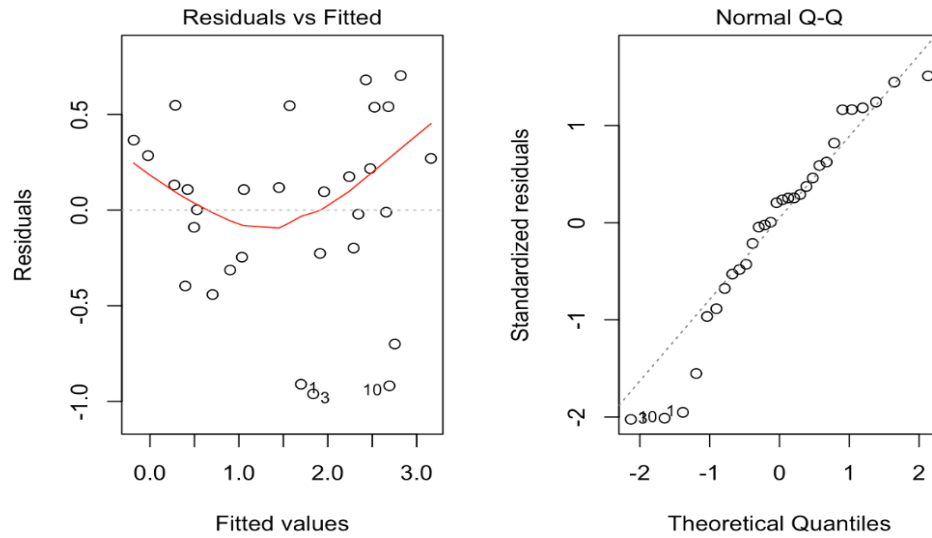 Residuals vs Fitted
Residuals
0.5
0.0
-0.5
-1.0
1
3
10
0.0 1.0 2.0 3.0
Fitted values
Normal Q-Q
Standardized residuals
1
0
-1
-2
3
10
1
-2 -1 0 1 2
Theoretical Quantiles